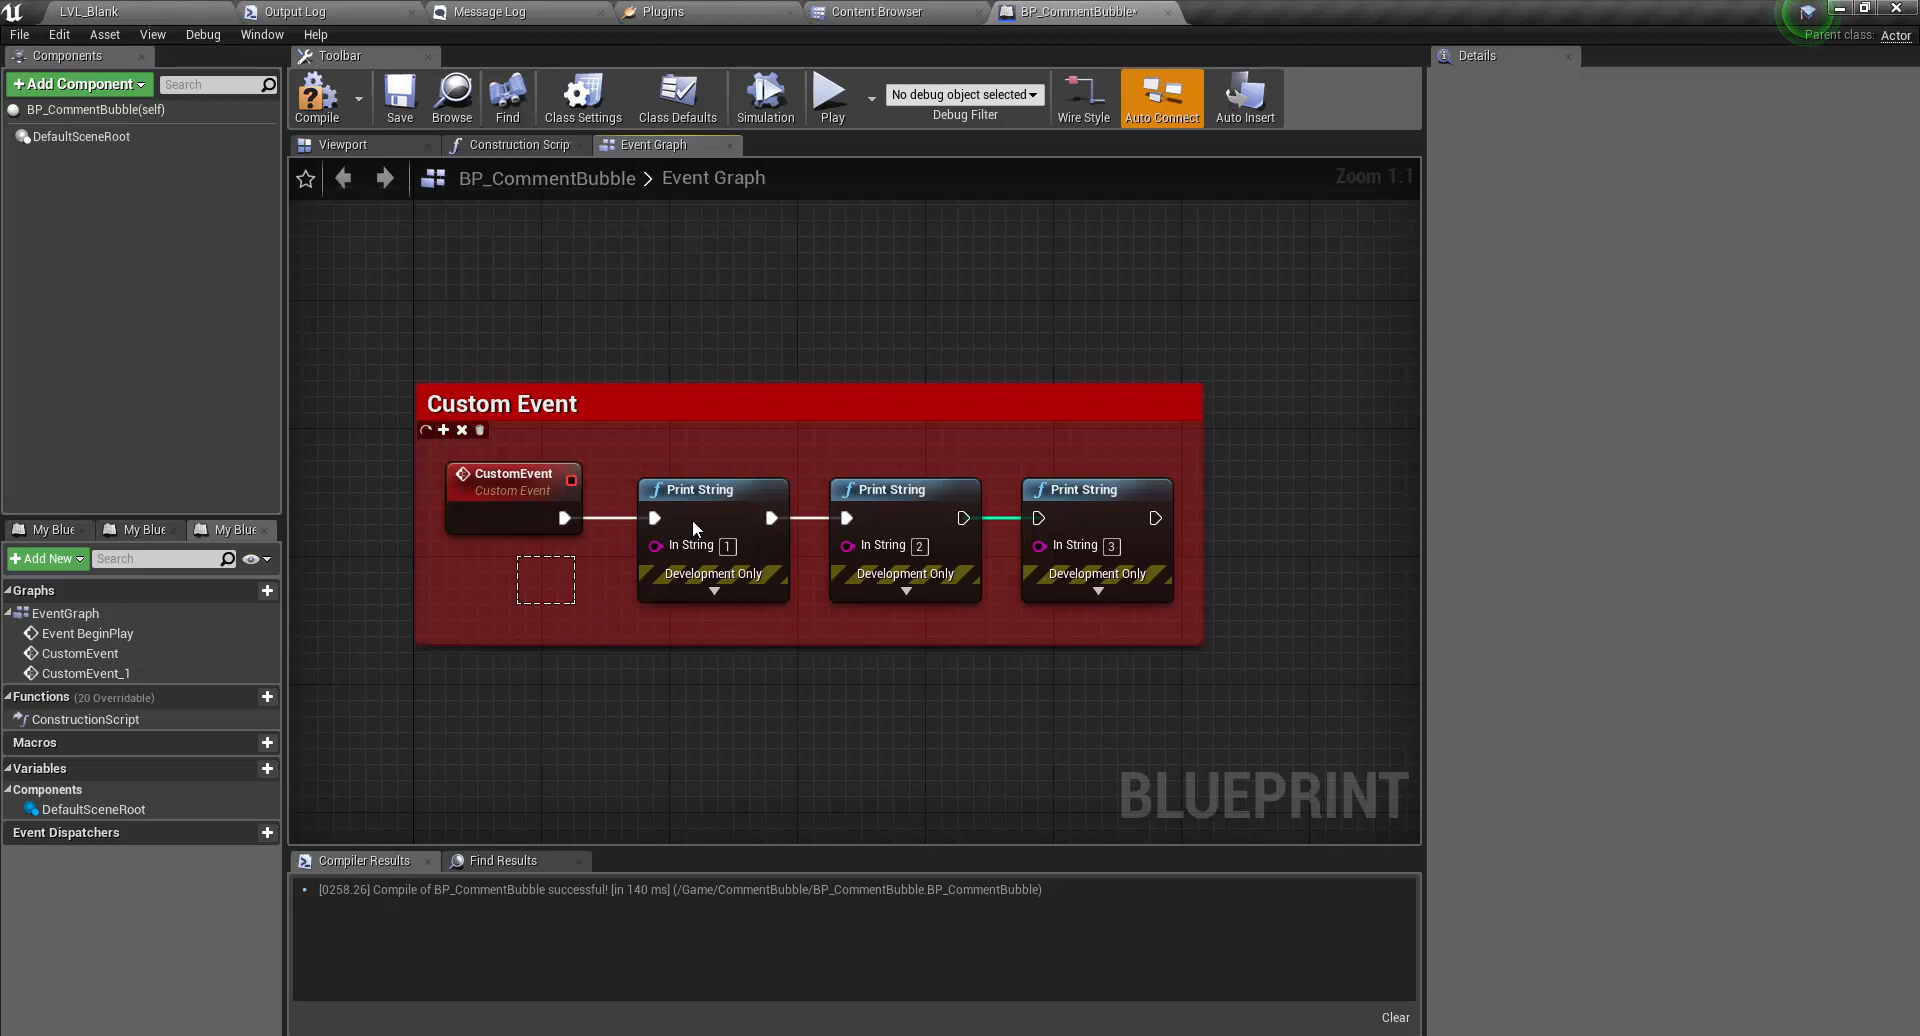 LVL_Blank
Output Log
Message Log
Plugins
Content Browser
BP_CommentBubble*
File Edit Asset View Debug Window Help
Parent class: Actor
Components
Toolbar
Details
+ Add Component
Search
BP_CommentBubble(self)
DefaultSceneRoot
Compile
Save
Browse
Find
Class Settings
Class Defaults
Simulation
Play
No debug object selected
Debug Filter
Wire Style
Auto Connect
Auto Insert
Viewport
Construction Scrip
Event Graph
BP_CommentBubble > Event Graph
Zoom 1:1
Custom Event
CustomEvent
Custom Event
Print String
In String 1
Development Only
Print String
In String 2
Development Only
Print String
In String 3
Development Only
BLUEPRINT
My Blue
My Blue
My Blue
+ Add New
Search
Graphs
EventGraph
Event BeginPlay
CustomEvent
CustomEvent_1
Functions (20 Overridable)
ConstructionScript
Macros
Variables
Components
DefaultSceneRoot
Event Dispatchers
Compiler Results
Find Results
[0258.26] Compile of BP_CommentBubble successful! [in 140 ms] (/Game/CommentBubble/BP_CommentBubble.BP_CommentBubble)
Clear